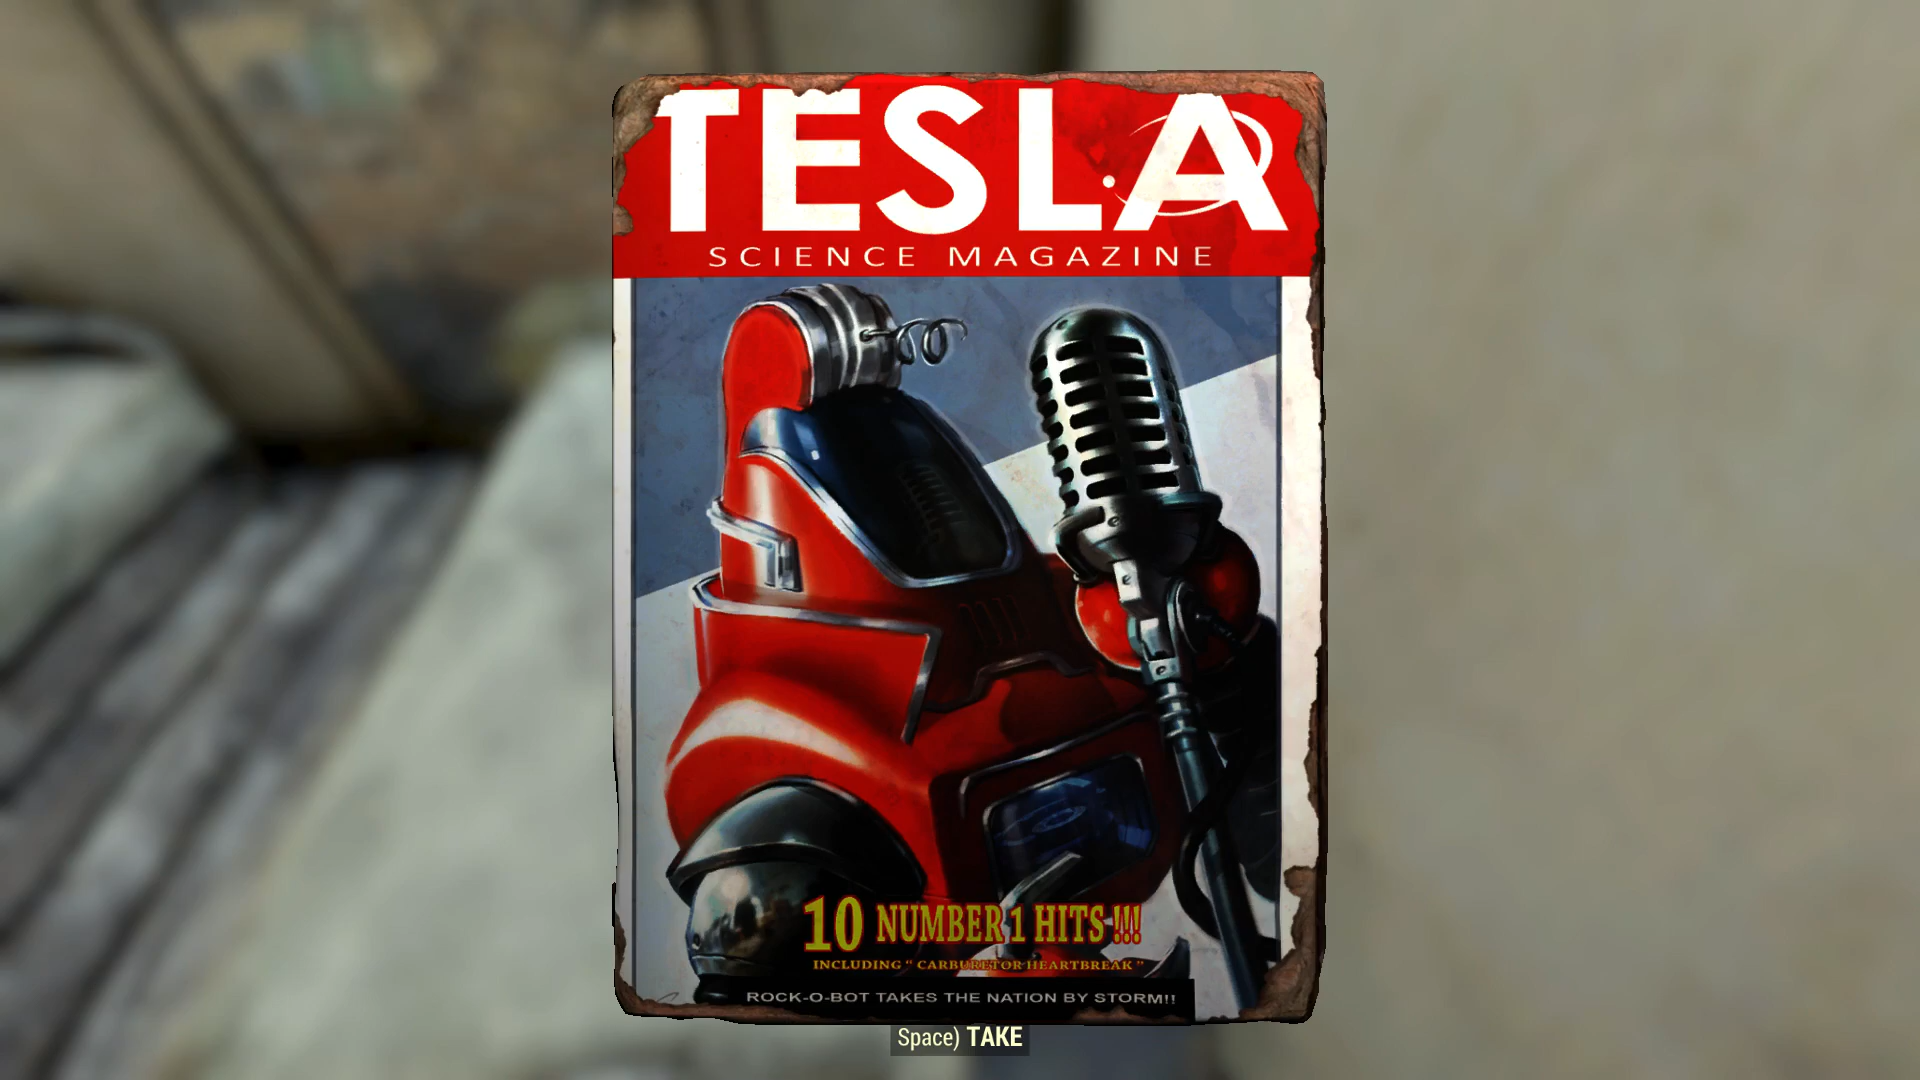 TESLA
SCIENCE MAGAZINE
10 NUMBER 1 HITS !!!
INCLUDING " CARBURETOR HEARTBREAK "
ROCK-O-BOT TAKES THE NATION BY STORM!!
Space) TAKE